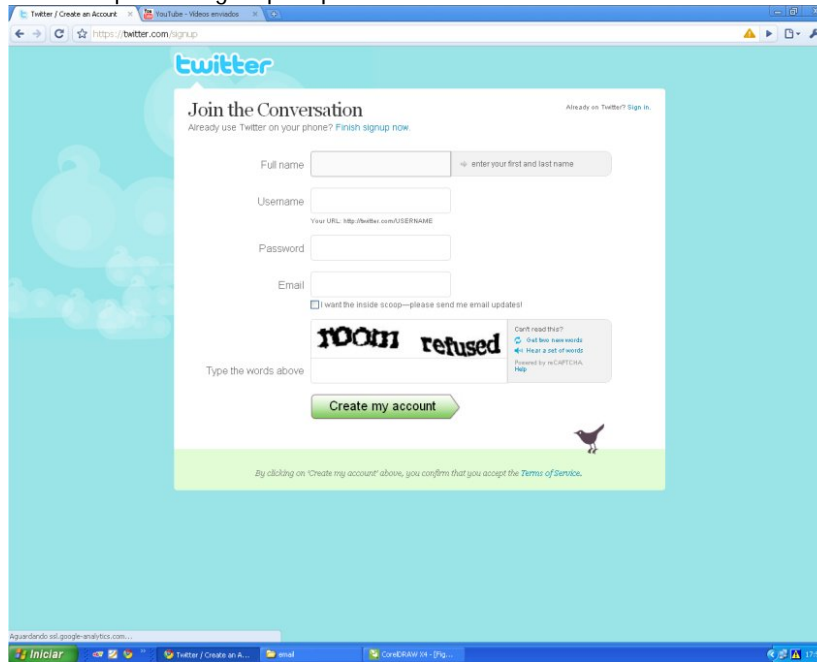 Twitter / Create an Account
YouTube - Vídeos enviados
https://twitter.com/signup
twitter
Join the Conversation
Already on Twitter? Sign in.
Already use Twitter on your phone? Finish signup now
Full name
enter your first and last name
Username
Your URL: http://twitter.com/USERNAME
Password
Email
I want the inside scoop—please send me email updates!
room refused
Can't read this?
Get two new words
Hear a set of words
Powered by reCAPTCHA.
Help
Type the words above
Create my account
By clicking on 'Create my account' above, you confirm that you accept the Terms of Service.
Aguardando ssl.google-analytics.com...
Iniciar
Twitter / Create an A...
email
CorelDRAW X4 - [Fig...